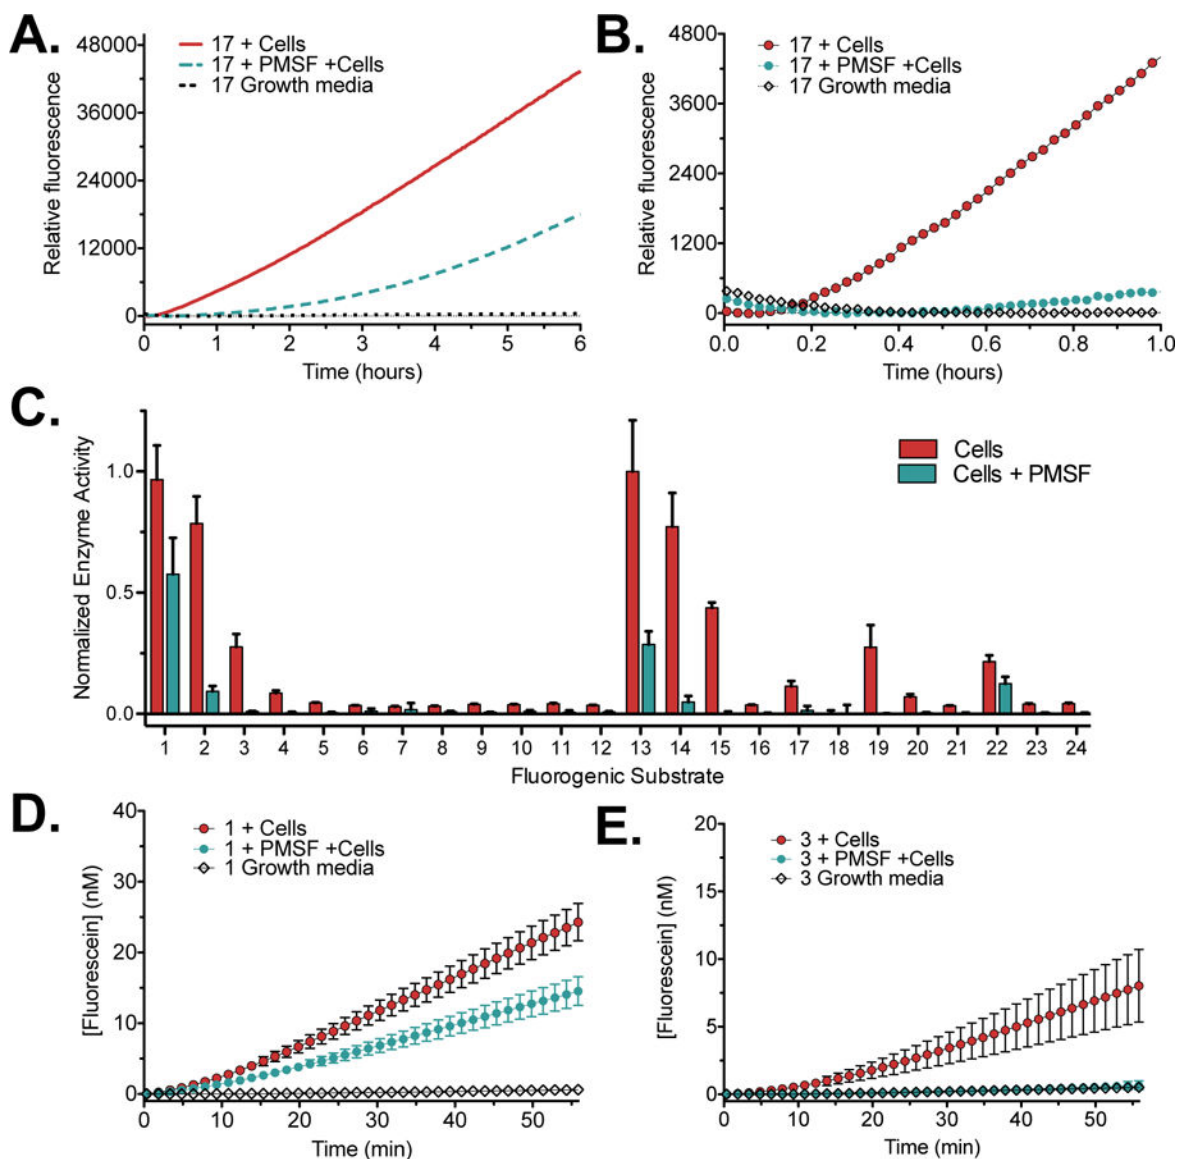 A.
48000
36000
24000
12000
0
Relative fluorescence
17 + Cells
17 + PMSF +Cells
17 Growth media
0 1 2 3 4 5 6
Time (hours)
B.
4800
3600
2400
1200
0
Relative fluorescence
17 + Cells
17 + PMSF +Cells
17 Growth media
0.0 0.2 0.4 0.6 0.8 1.0
Time (hours)
C.
1.0
0.5
0.0
Normalized Enzyme Activity
Cells
Cells + PMSF
1 2 3 4 5 6 7 8 9 10 11 12 13 14 15 16 17 18 19 20 21 22 23 24
Fluorogenic Substrate
D.
40
30
20
10
0
[Fluorescein] (nM)
1 + Cells
1 + PMSF +Cells
1 Growth media
0 10 20 30 40 50
Time (min)
E.
20
15
10
5
0
[Fluorescein] (nM)
3 + Cells
3 + PMSF +Cells
3 Growth media
0 10 20 30 40 50
Time (min)